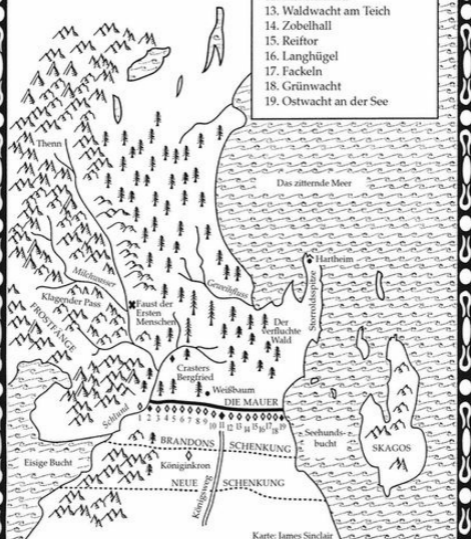 13. Waldwacht am Teich
14. Zobelhall
15. Reiftor
16. Langhügel
17. Fackeln
18. Grünwacht
19. Ostwacht an der See
Thenn
Das zitternde Meer
Hartheim
Milchwasser
Geweihfluss
Storroldsspitze
Klagender Pass
Faust der
Ersten
Menschen
FROSTFÄNGE
Der
verfluchte
Wald
Crasters
Bergfried
Weißbaum
DIE MAUER
Schlund
1 2 3 4 5 6 7 8 9 10 11 12 13 14 15 16 17 18 19
Seehunds-
bucht
SKAGOS
BRANDONS SCHENKUNG
Eisige Bucht
Königinkron
NEUE SCHENKUNG
Königsweg
Karte: James Sinclair